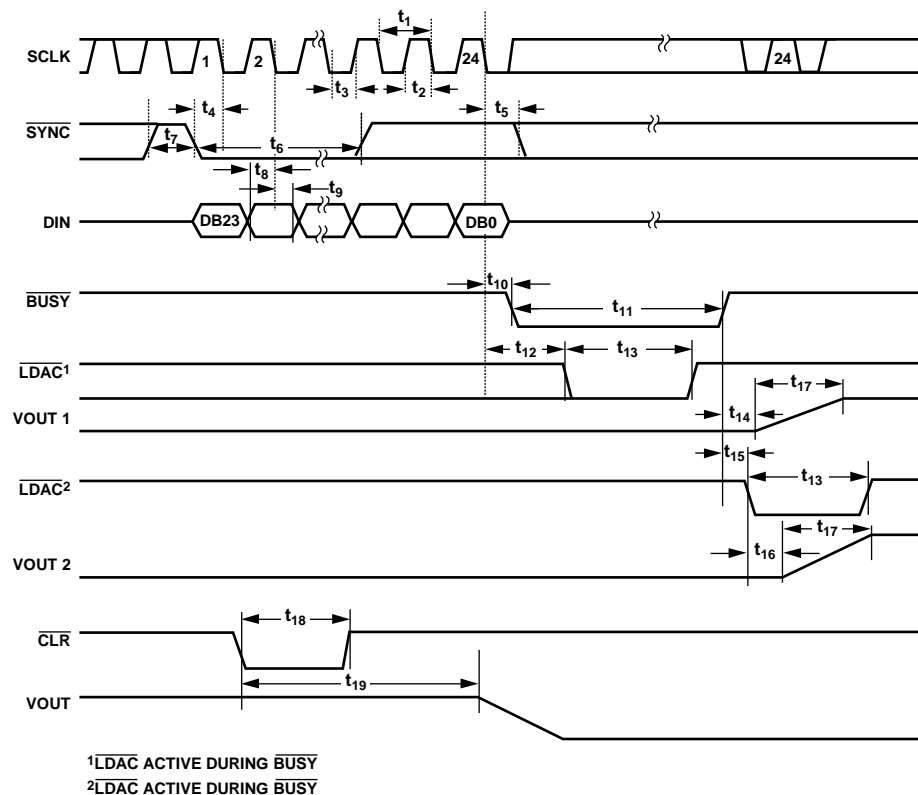 t1
SCLK 1 2 24 24
t3 t2
t4 t5
SYNC
t7 t6
t8 t9
DIN DB23 DB0
t10
BUSY t11
t12 t13
LDAC1
t17
VOUT 1 t14
t15
LDAC2 t13
t17
t16
VOUT 2
t18
CLR
t19
VOUT
1LDAC ACTIVE DURING BUSY
2LDAC ACTIVE DURING BUSY